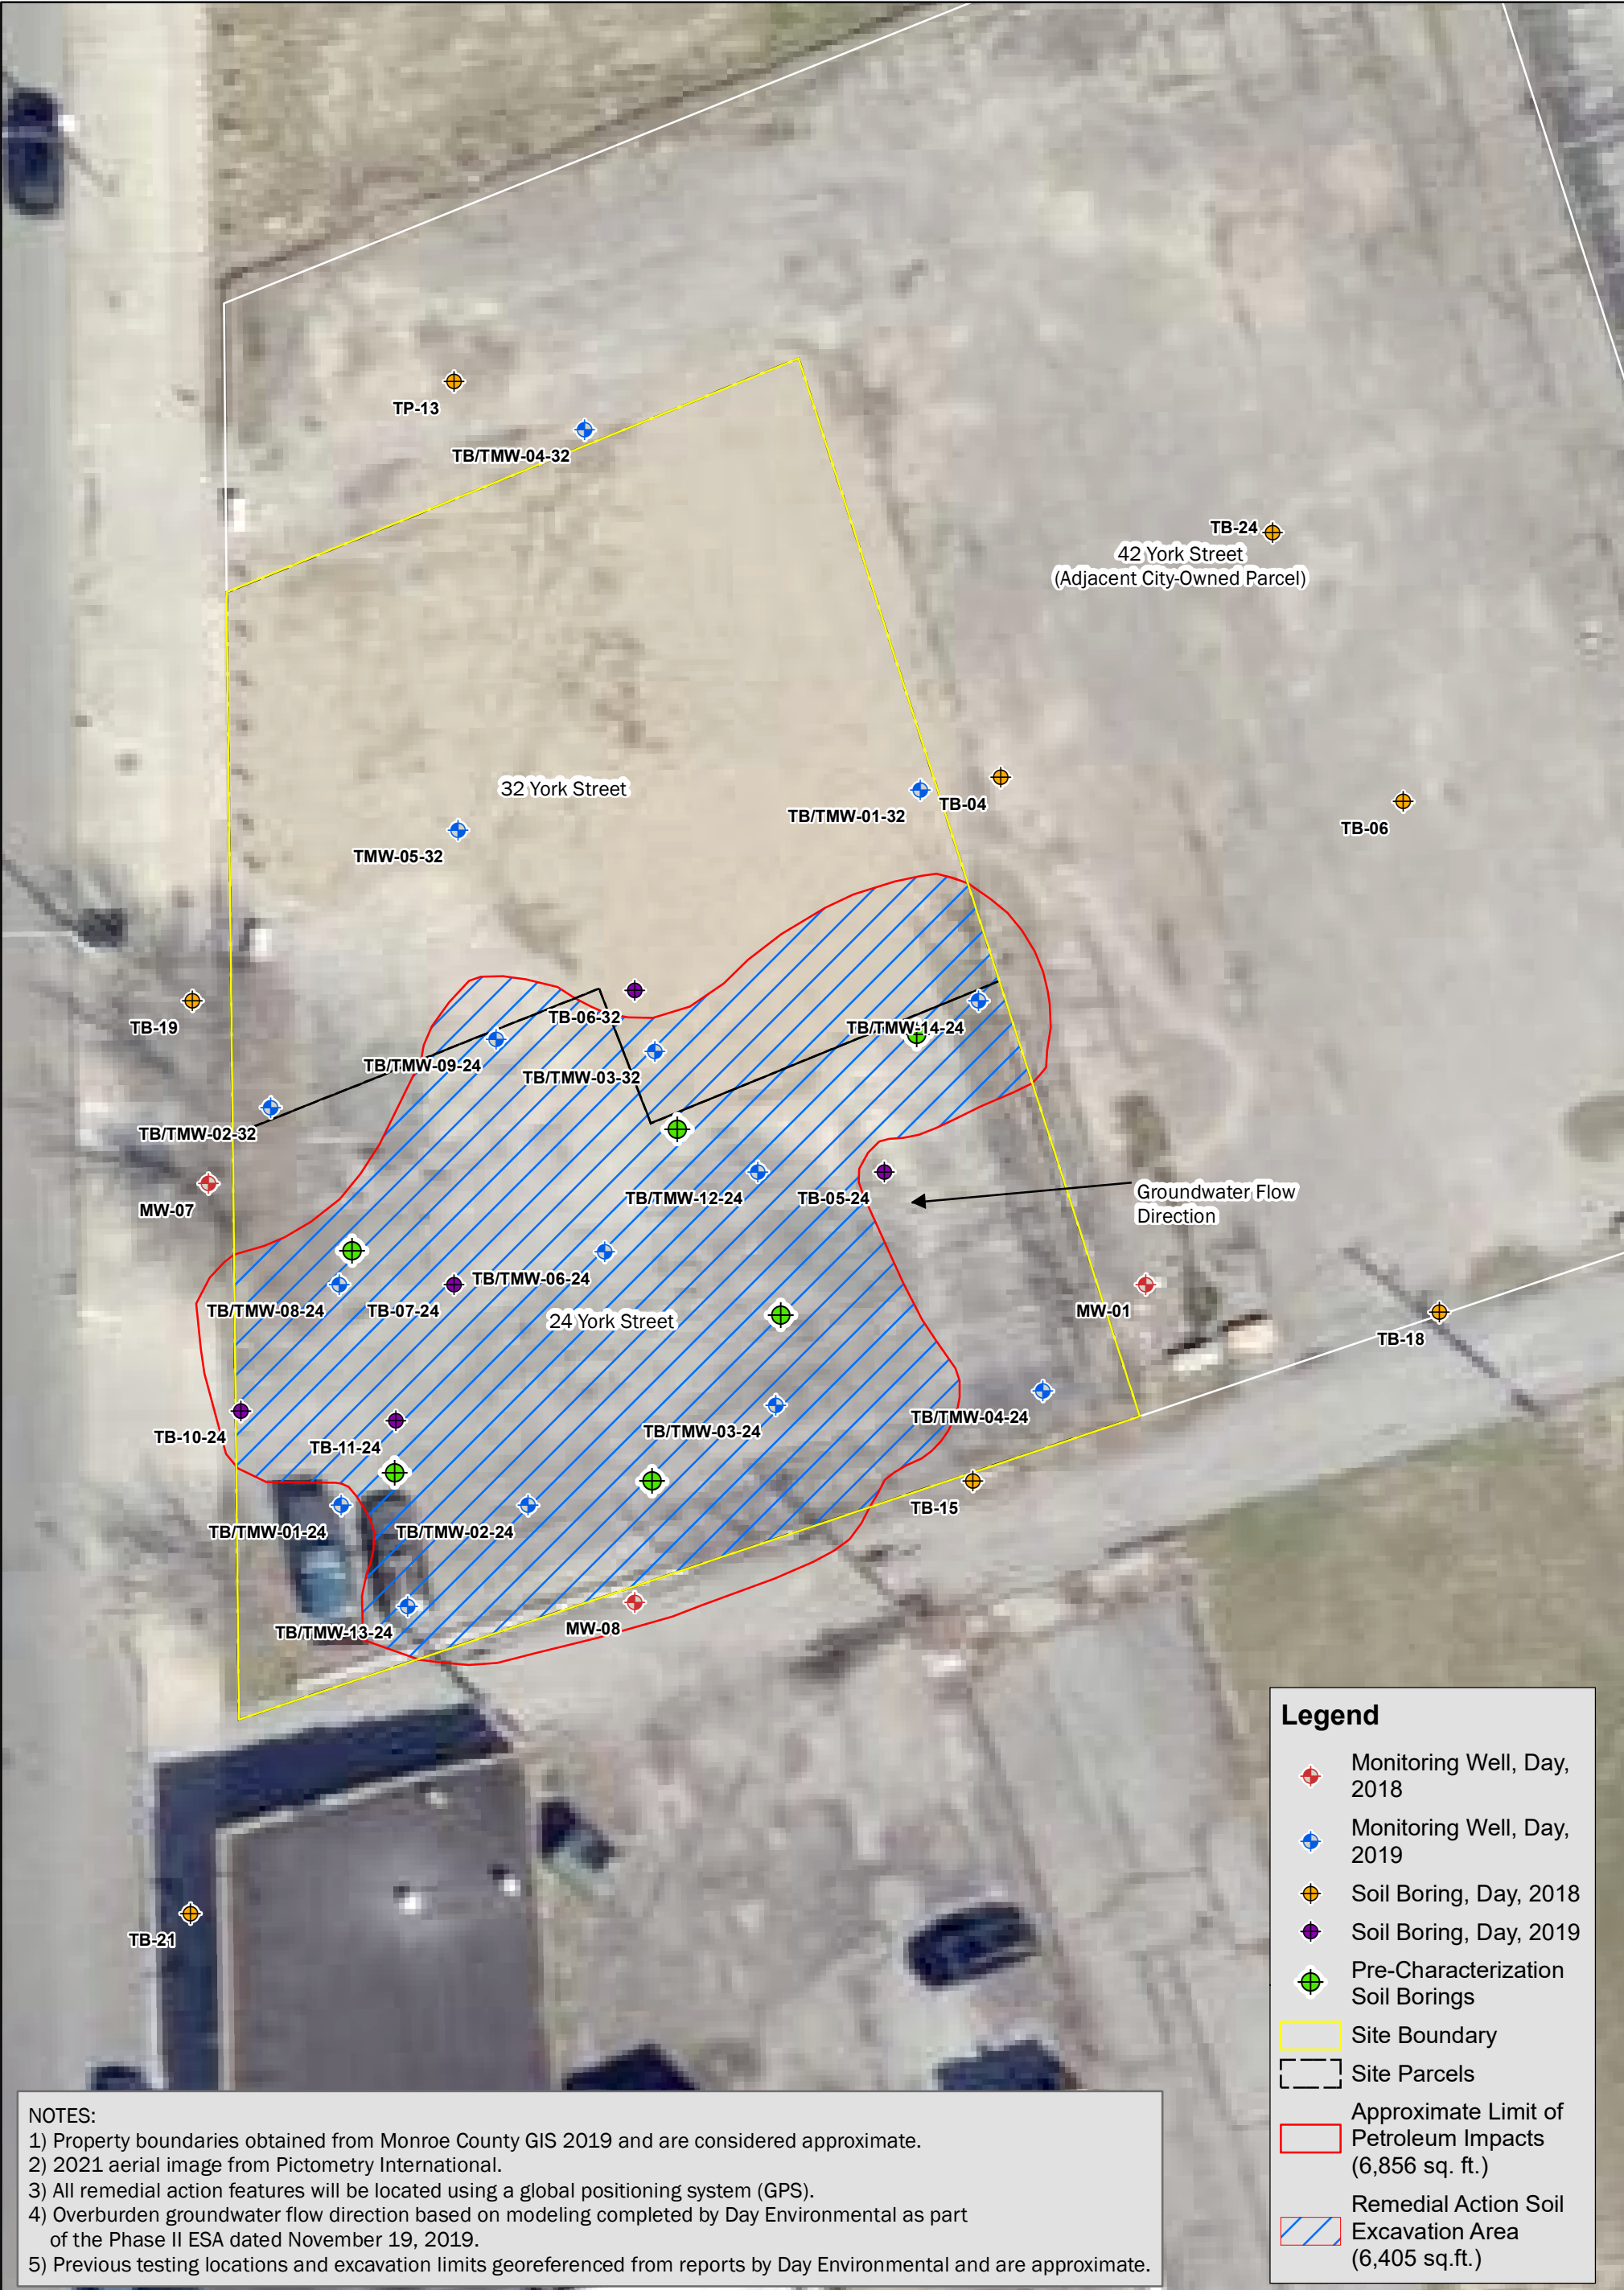 TP-13
TB/TMW-04-32
TB-24
42 York Street
(Adjacent City-Owned Parcel)
32 York Street
TB/TMW-01-32
TB-04
TB-06
TMW-05-32
TB-19
TB-06-32
TB/TMW-14-24
TB/TMW-09-24
TB/TMW-03-32
TB/TMW-02-32
MW-07
TB/TMW-12-24
TB-05-24
Groundwater Flow
Direction
TB/TMW-06-24
TB/TMW-08-24
TB-07-24
24 York Street
MW-01
TB-18
TB-10-24
TB-11-24
TB/TMW-03-24
TB/TMW-04-24
TB-15
TB/TMW-01-24
TB/TMW-02-24
TB/TMW-13-24
MW-08
TB-21
Legend
Monitoring Well, Day,
2018
Monitoring Well, Day,
2019
Soil Boring, Day, 2018
Soil Boring, Day, 2019
Pre-Characterization
Soil Borings
Site Boundary
Site Parcels
Approximate Limit of
Petroleum Impacts
(6,856 sq. ft.)
Remedial Action Soil
Excavation Area
(6,405 sq.ft.)
NOTES:
1) Property boundaries obtained from Monroe County GIS 2019 and are considered approximate.
2) 2021 aerial image from Pictometry International.
3) All remedial action features will be located using a global positioning system (GPS).
4) Overburden groundwater flow direction based on modeling completed by Day Environmental as part
of the Phase II ESA dated November 19, 2019.
5) Previous testing locations and excavation limits georeferenced from reports by Day Environmental and are approximate.